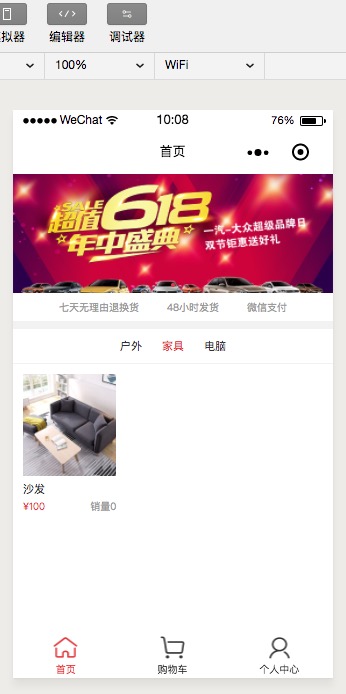 拟器 编辑器 调试器
100% WiFi
WeChat 10:08 76%
首页
SALE
超值618
年中盛典
一汽-大众超级品牌日
双节钜惠送好礼
七天无理由退换货 48小时发货 微信支付
户外 家具 电脑
沙发
¥100 销量0
首页 购物车 个人中心